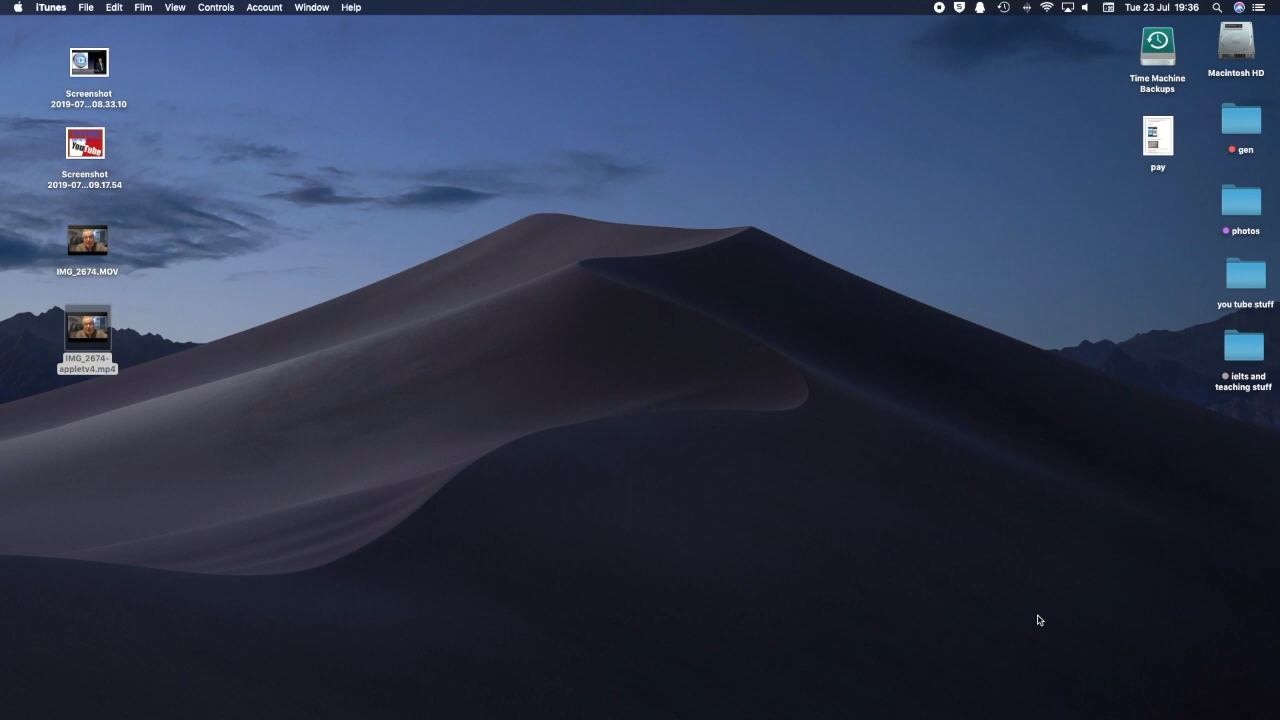 iTunes File Edit Film View Controls Account Window Help Tue 23 Jul 19:36
Screenshot
2019-07...08.33.10
YouTube
Screenshot
2019-07...09.17.54
IMG_2674.MOV
IMG_2674-
appletv4.mp4
Time Machine
Backups
Macintosh HD
pay
gen
photos
you tube stuff
ielts and
teaching stuff